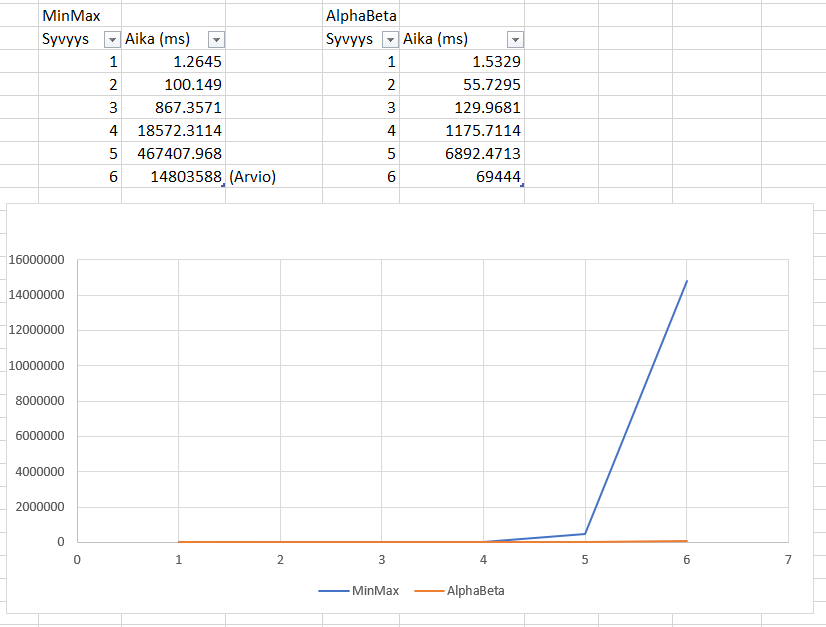 MinMax AlphaBeta
Syvyys Aika (ms) Syvyys Aika (ms)
1 1.2645 1 1.5329
2 100.149 2 55.7295
3 867.3571 3 129.9681
4 18572.3114 4 1175.7114
5 467407.968 5 6892.4713
6 14803588 (Arvio) 6 69444
16000000
14000000
12000000
10000000
8000000
6000000
4000000
2000000
0
0 1 2 3 4 5 6 7
MinMax AlphaBeta